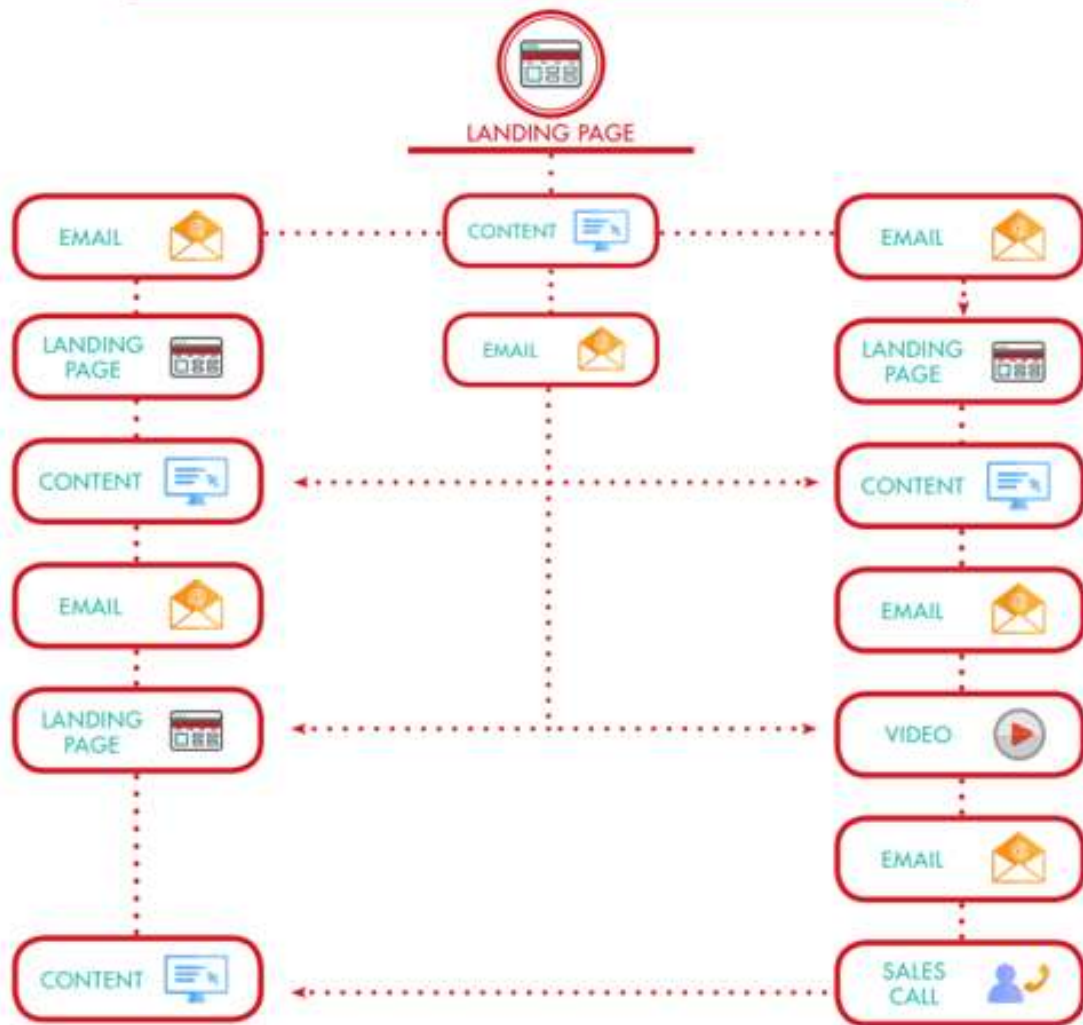 LANDING PAGE
EMAIL
CONTENT
EMAIL
LANDING
PAGE
EMAIL
LANDING
PAGE
CONTENT
CONTENT
EMAIL
EMAIL
LANDING
PAGE
VIDEO
EMAIL
CONTENT
SALES
CALL